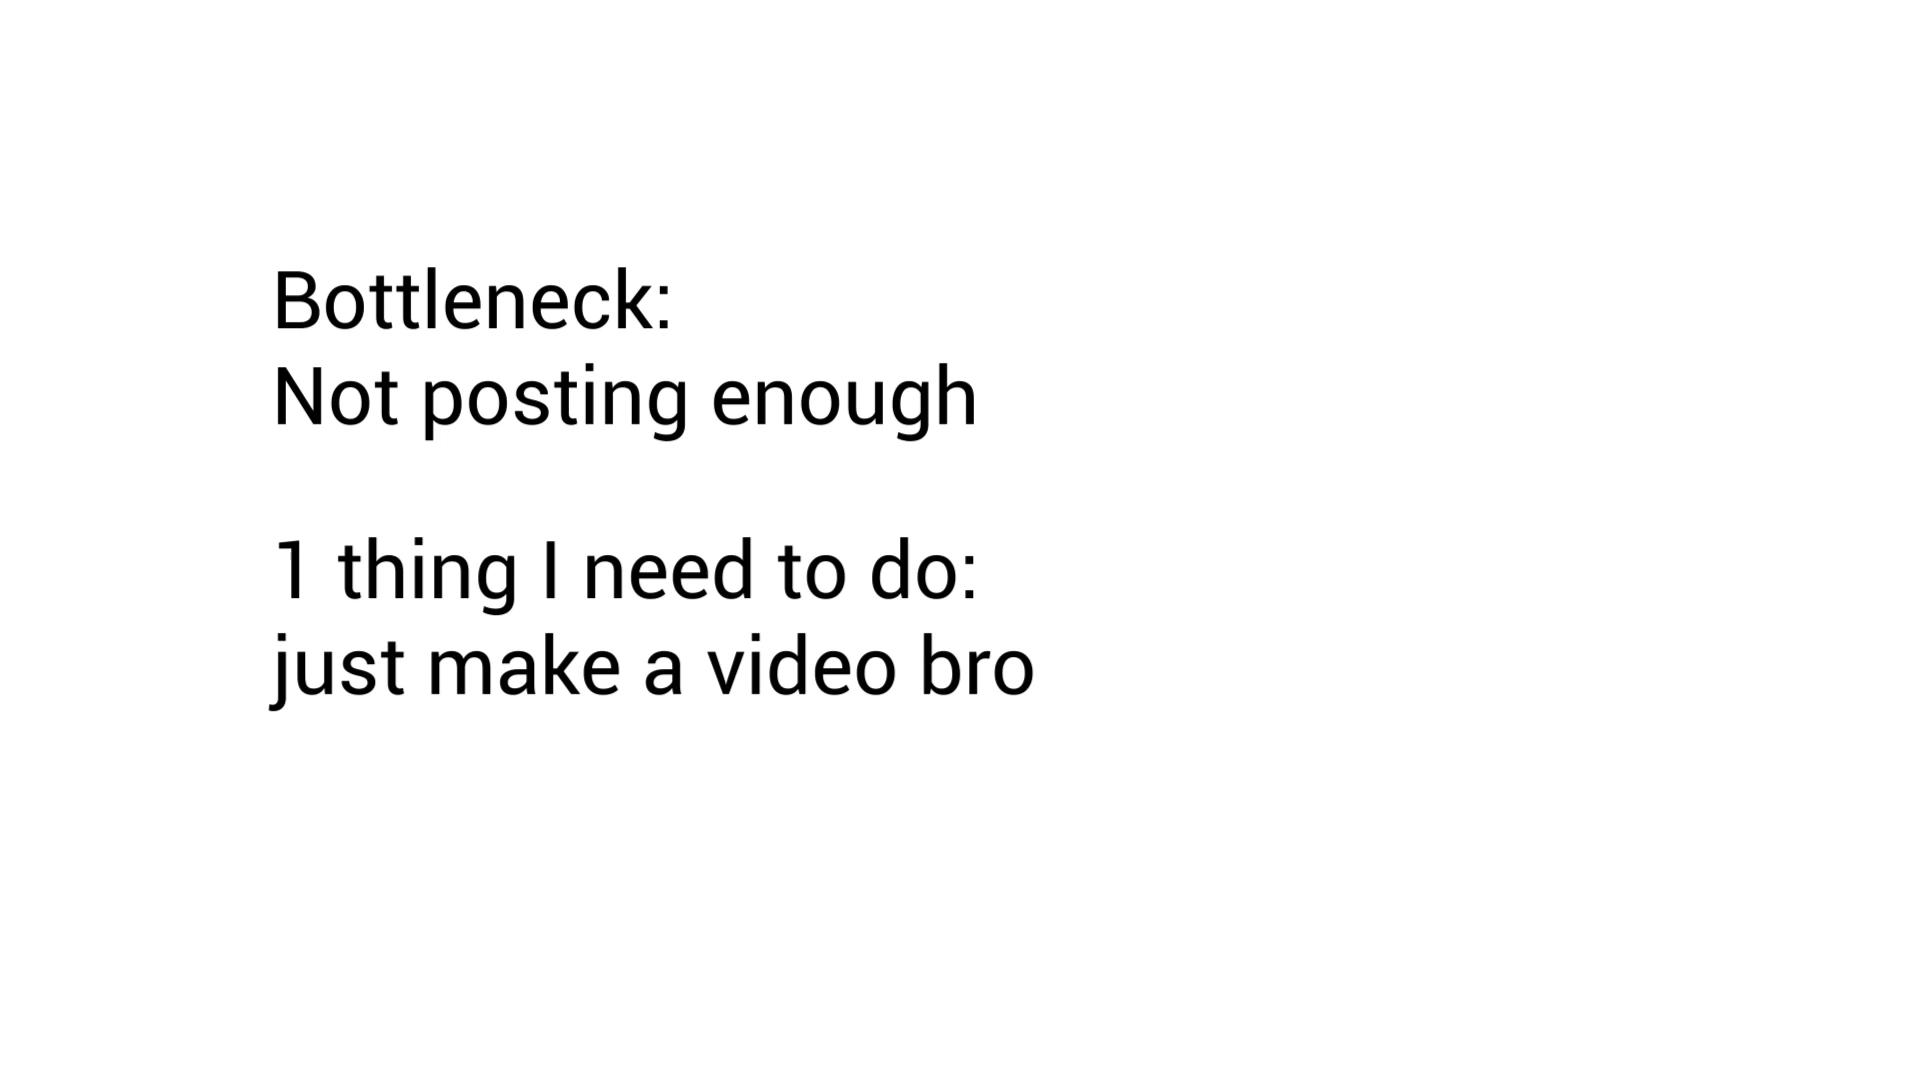 Bottleneck:
Not posting enough
1 thing I need to do:
just make a video bro